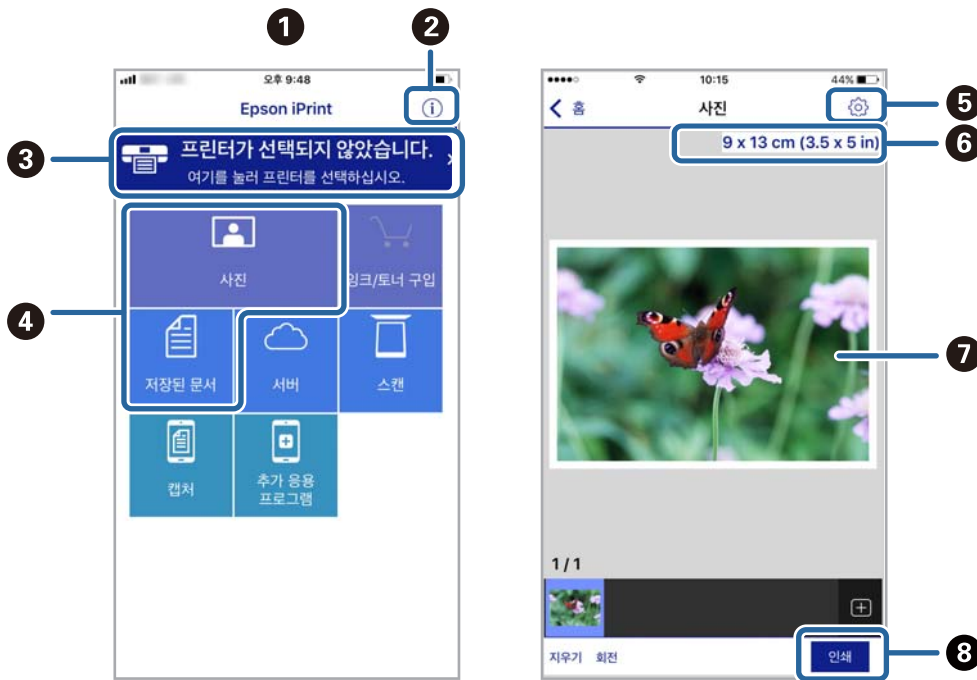 1
2
오후 9:48
Epson iPrint
3
프린터가 선택되지 않았습니다.
여기를 눌러 프린터를 선택하십시오.
사진
잉크/토너 구입
4
저장된 문서
서버
스캔
캡처
추가 응용
프로그램
10:15
44%
홈
사진
5
9 x 13 cm (3.5 x 5 in)
6
7
1/1
지우기
회전
인쇄
8